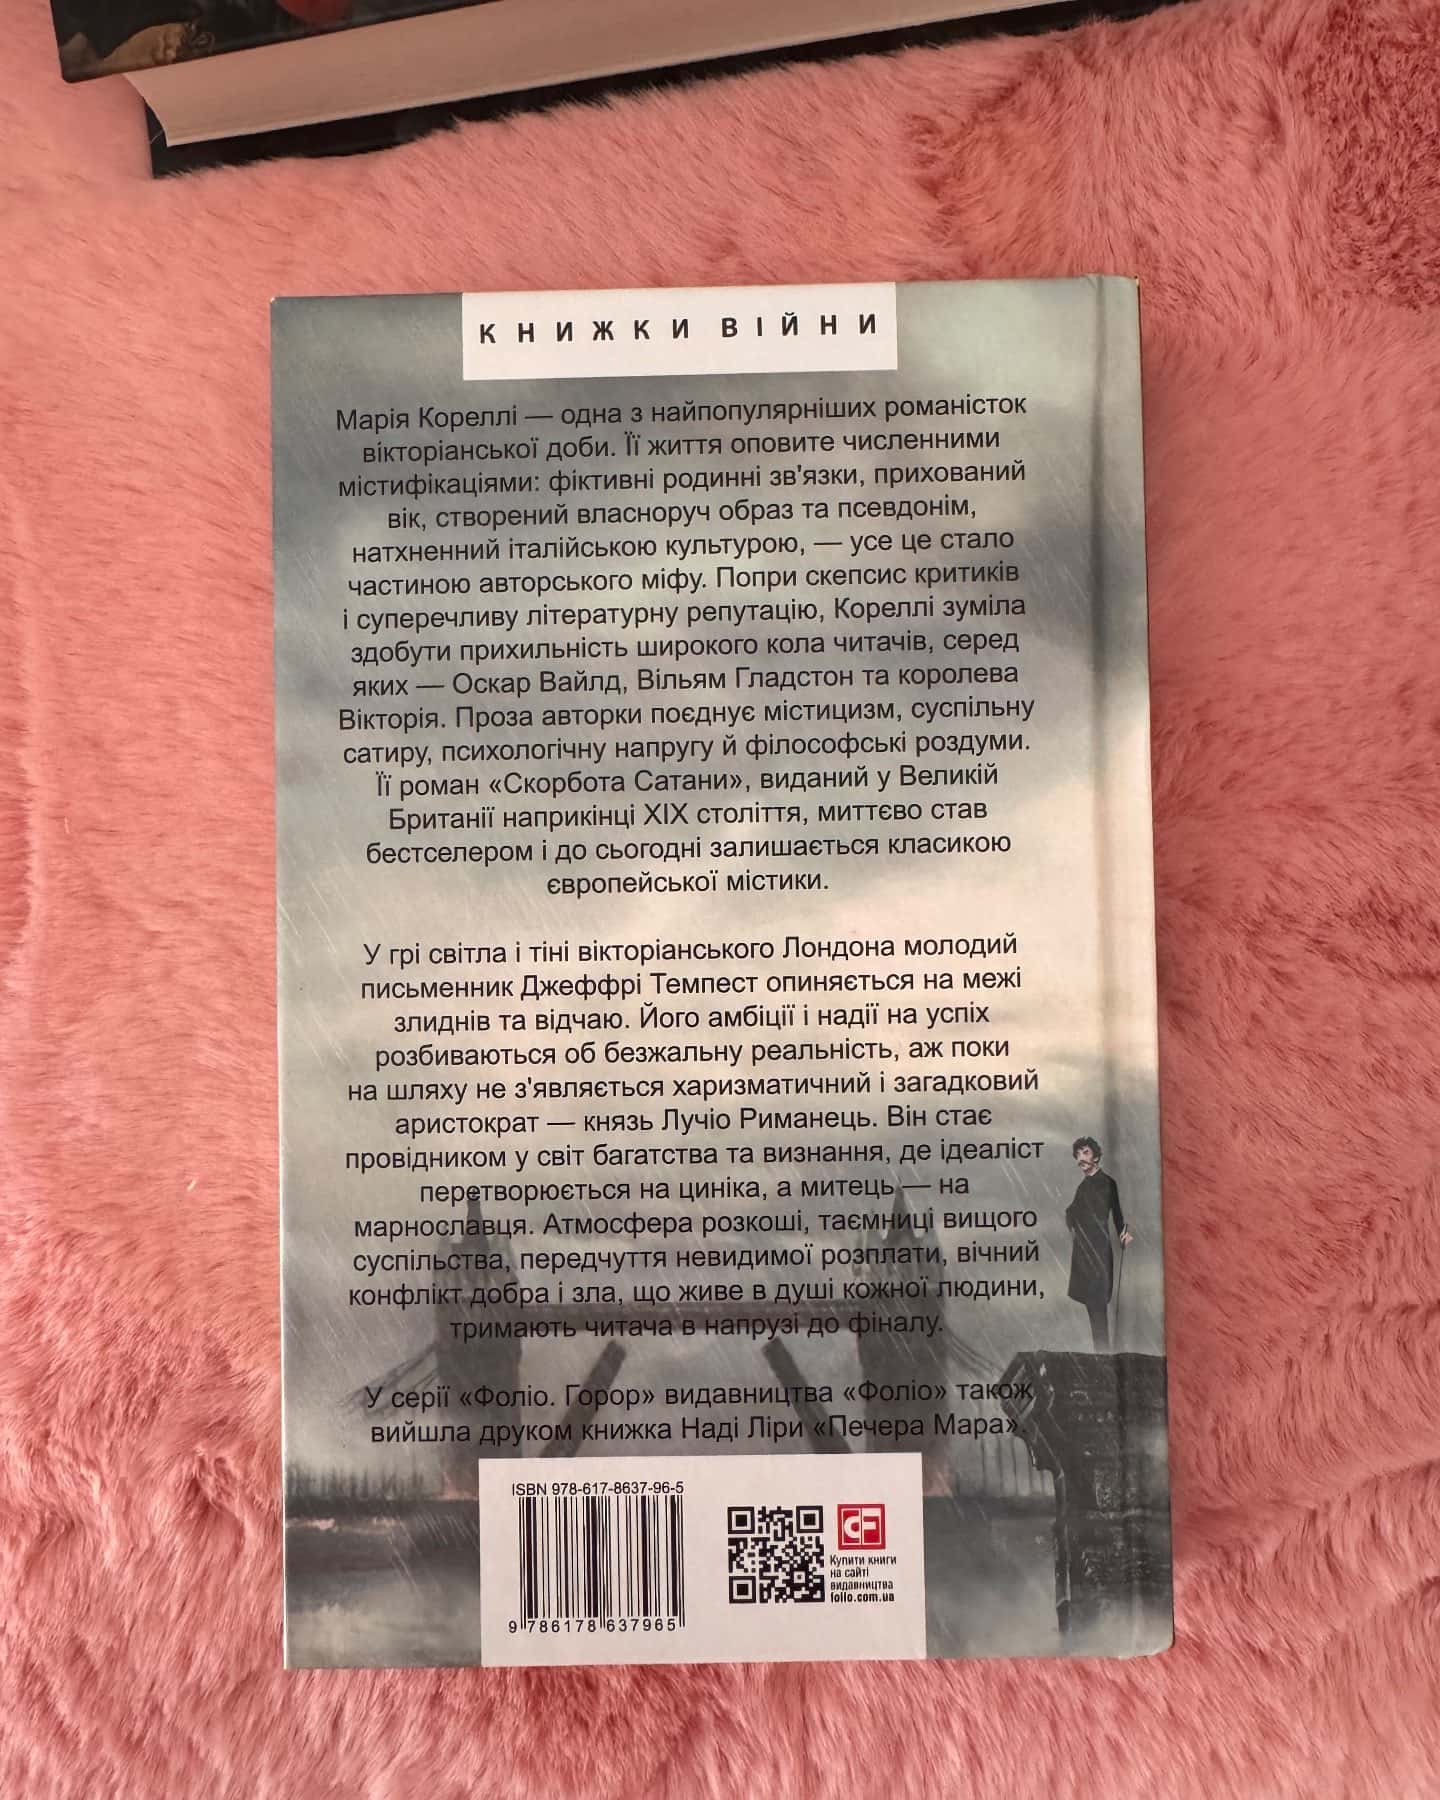 КНИЖКИ ВІЙНИ
Марія Кореллі — одна з найпопулярніших романісток
вікторіанської доби. Її життя оповите численними
містифікаціями: фіктивні родинні зв'язки, прихований
вік, створений власноруч образ та псевдонім,
натхненний італійською культурою, — усе це стало
частиною авторського міфу. Попри скепсис критиків
і суперечливу літературну репутацію, Кореллі зуміла
здобути прихильність широкого кола читачів, серед
яких — Оскар Вайлд, Вільям Гладстон та королева
Вікторія. Проза авторки поєднує містицизм, суспільну
сатиру, психологічну напругу й філософські роздуми.
Її роман «Скорбота Сатани», виданий у Великій
Британії наприкінці XIX століття, миттєво став
бестселером і до сьогодні залишається класикою
європейської містики.
У грі світла і тіні вікторіанського Лондона молодий
письменник Джеффрі Темпест опиняється на межі
злиднів та відчаю. Його амбіції і надії на успіх
розбиваються об безжальну реальність, аж поки
на шляху не з'являється харизматичний і загадковий
аристократ — князь Лучіо Риманець. Він стає
провідником у світ багатства та визнання, де ідеаліст
перетворюється на циніка, а митець — на
марнославця. Атмосфера розкоші, таємниці вищого
суспільства, передчуття невидимої розплати, вічний
конфлікт добра і зла, що живе в душі кожної людини,
тримають читача в напрузі до фіналу.
У серії «Фоліо. Горор» видавництва «Фоліо» також
вийшла друком книжка Наді Ліри «Печера Мара».
ISBN 978-617-8637-96-5
9 786178 637965
CF
Купити книги
на сайті
видавництва
folio.com.ua